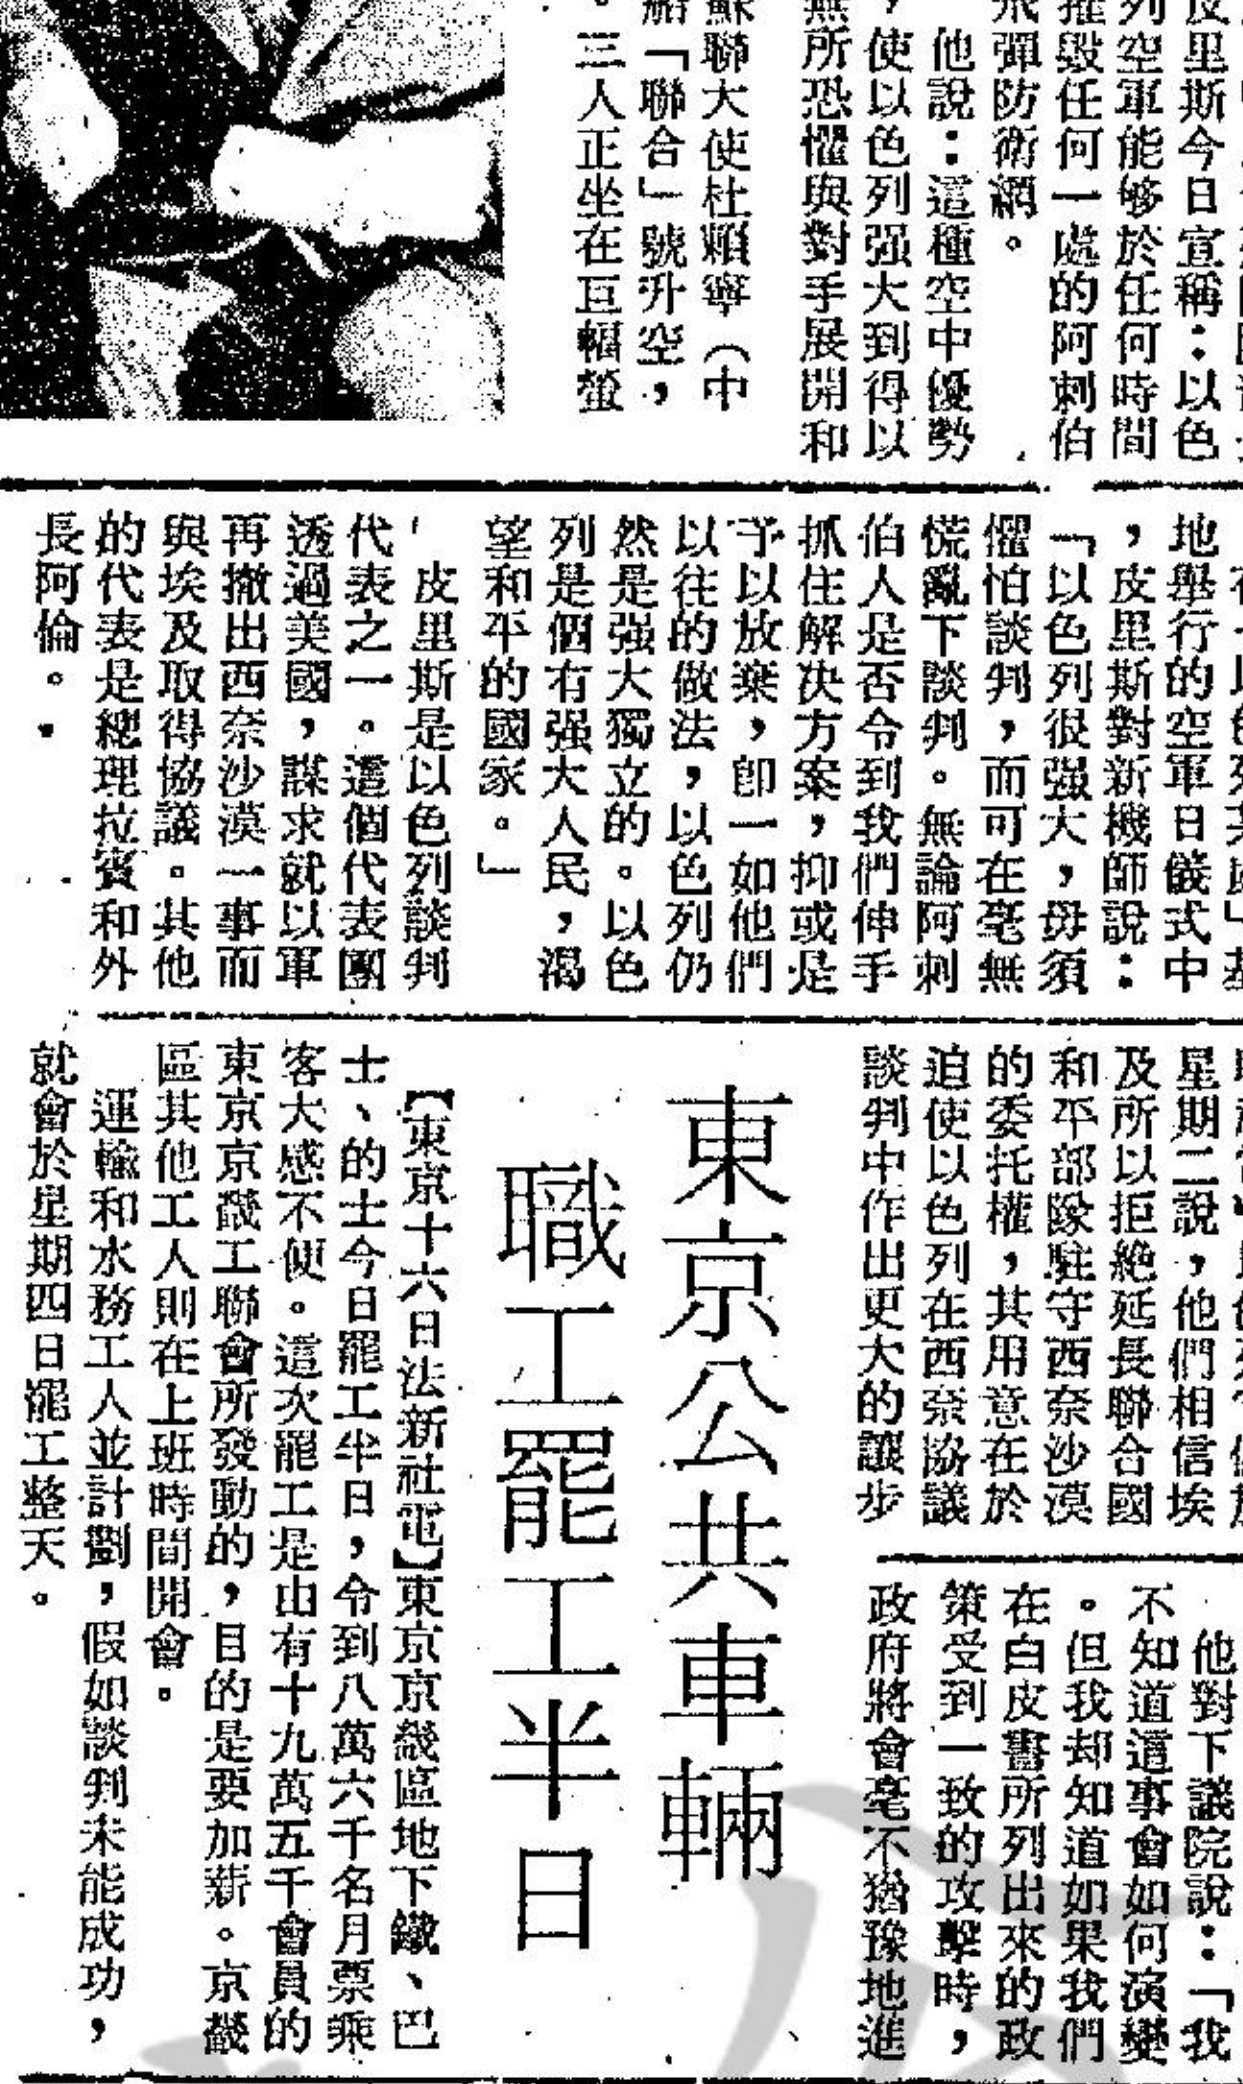 皮里斯今日宣稱：以色
列空軍能够於任何時間
摧毀任何一處的阿刺伯
飛彈防衛網。
他說：這種空中優勢
，使以色列强大到得以
無所恐懼與對手展開和
蘇聯大使杜賴寧（中
船「聯合」號升空，
。三人正坐在巨幅螢
地舉行的空軍日儀式中
，皮里斯對新機師說：
「以色列很强大，毋須
懼怕談判，而可在毫無
慌亂下談判。無論阿刺
伯人是否令到我們伸手
抓住解决方案，抑或是
予以放棄，卽一如他們
以往的做法，以色列仍
然是强大獨立的。以色
列是個有强大人民，渴
望和平的國家。」
皮里斯是以色列談判
代表之一。這個代表團
透過美國，謀求就以軍
再撤出西奈沙漠一事而
與埃及取得協議。其他
的代表是總理拉賓和外
長阿倫。
星期二說，他們相信埃
及所以拒絶延長聯合國
和平部隊駐守西奈沙漠
的委托權，其用意在於
迫使以色列在西奈協議
談判中作出更大的讓步
他對下議院說：「我
不知道這事會如何演變
。但我却知道如果我們
在白皮書所列出來的政
策受到一致的攻擊時，
政府將會毫不猶豫地進
東京公共車輛
職工罷工半日
【東京十六日法新社電】東京京畿區地下鐵、巴
士、的士今日罷工半日，令到八萬六千名月票乘
客大感不便。這次罷工是由有十九萬五千會員的
東京京畿工聯會所發動的，目的是要加薪。京畿
區其他工人則在上班時間開會。
運輸和水務工人並計劃，假如談判未能成功，
就會於星期四日罷工整天。